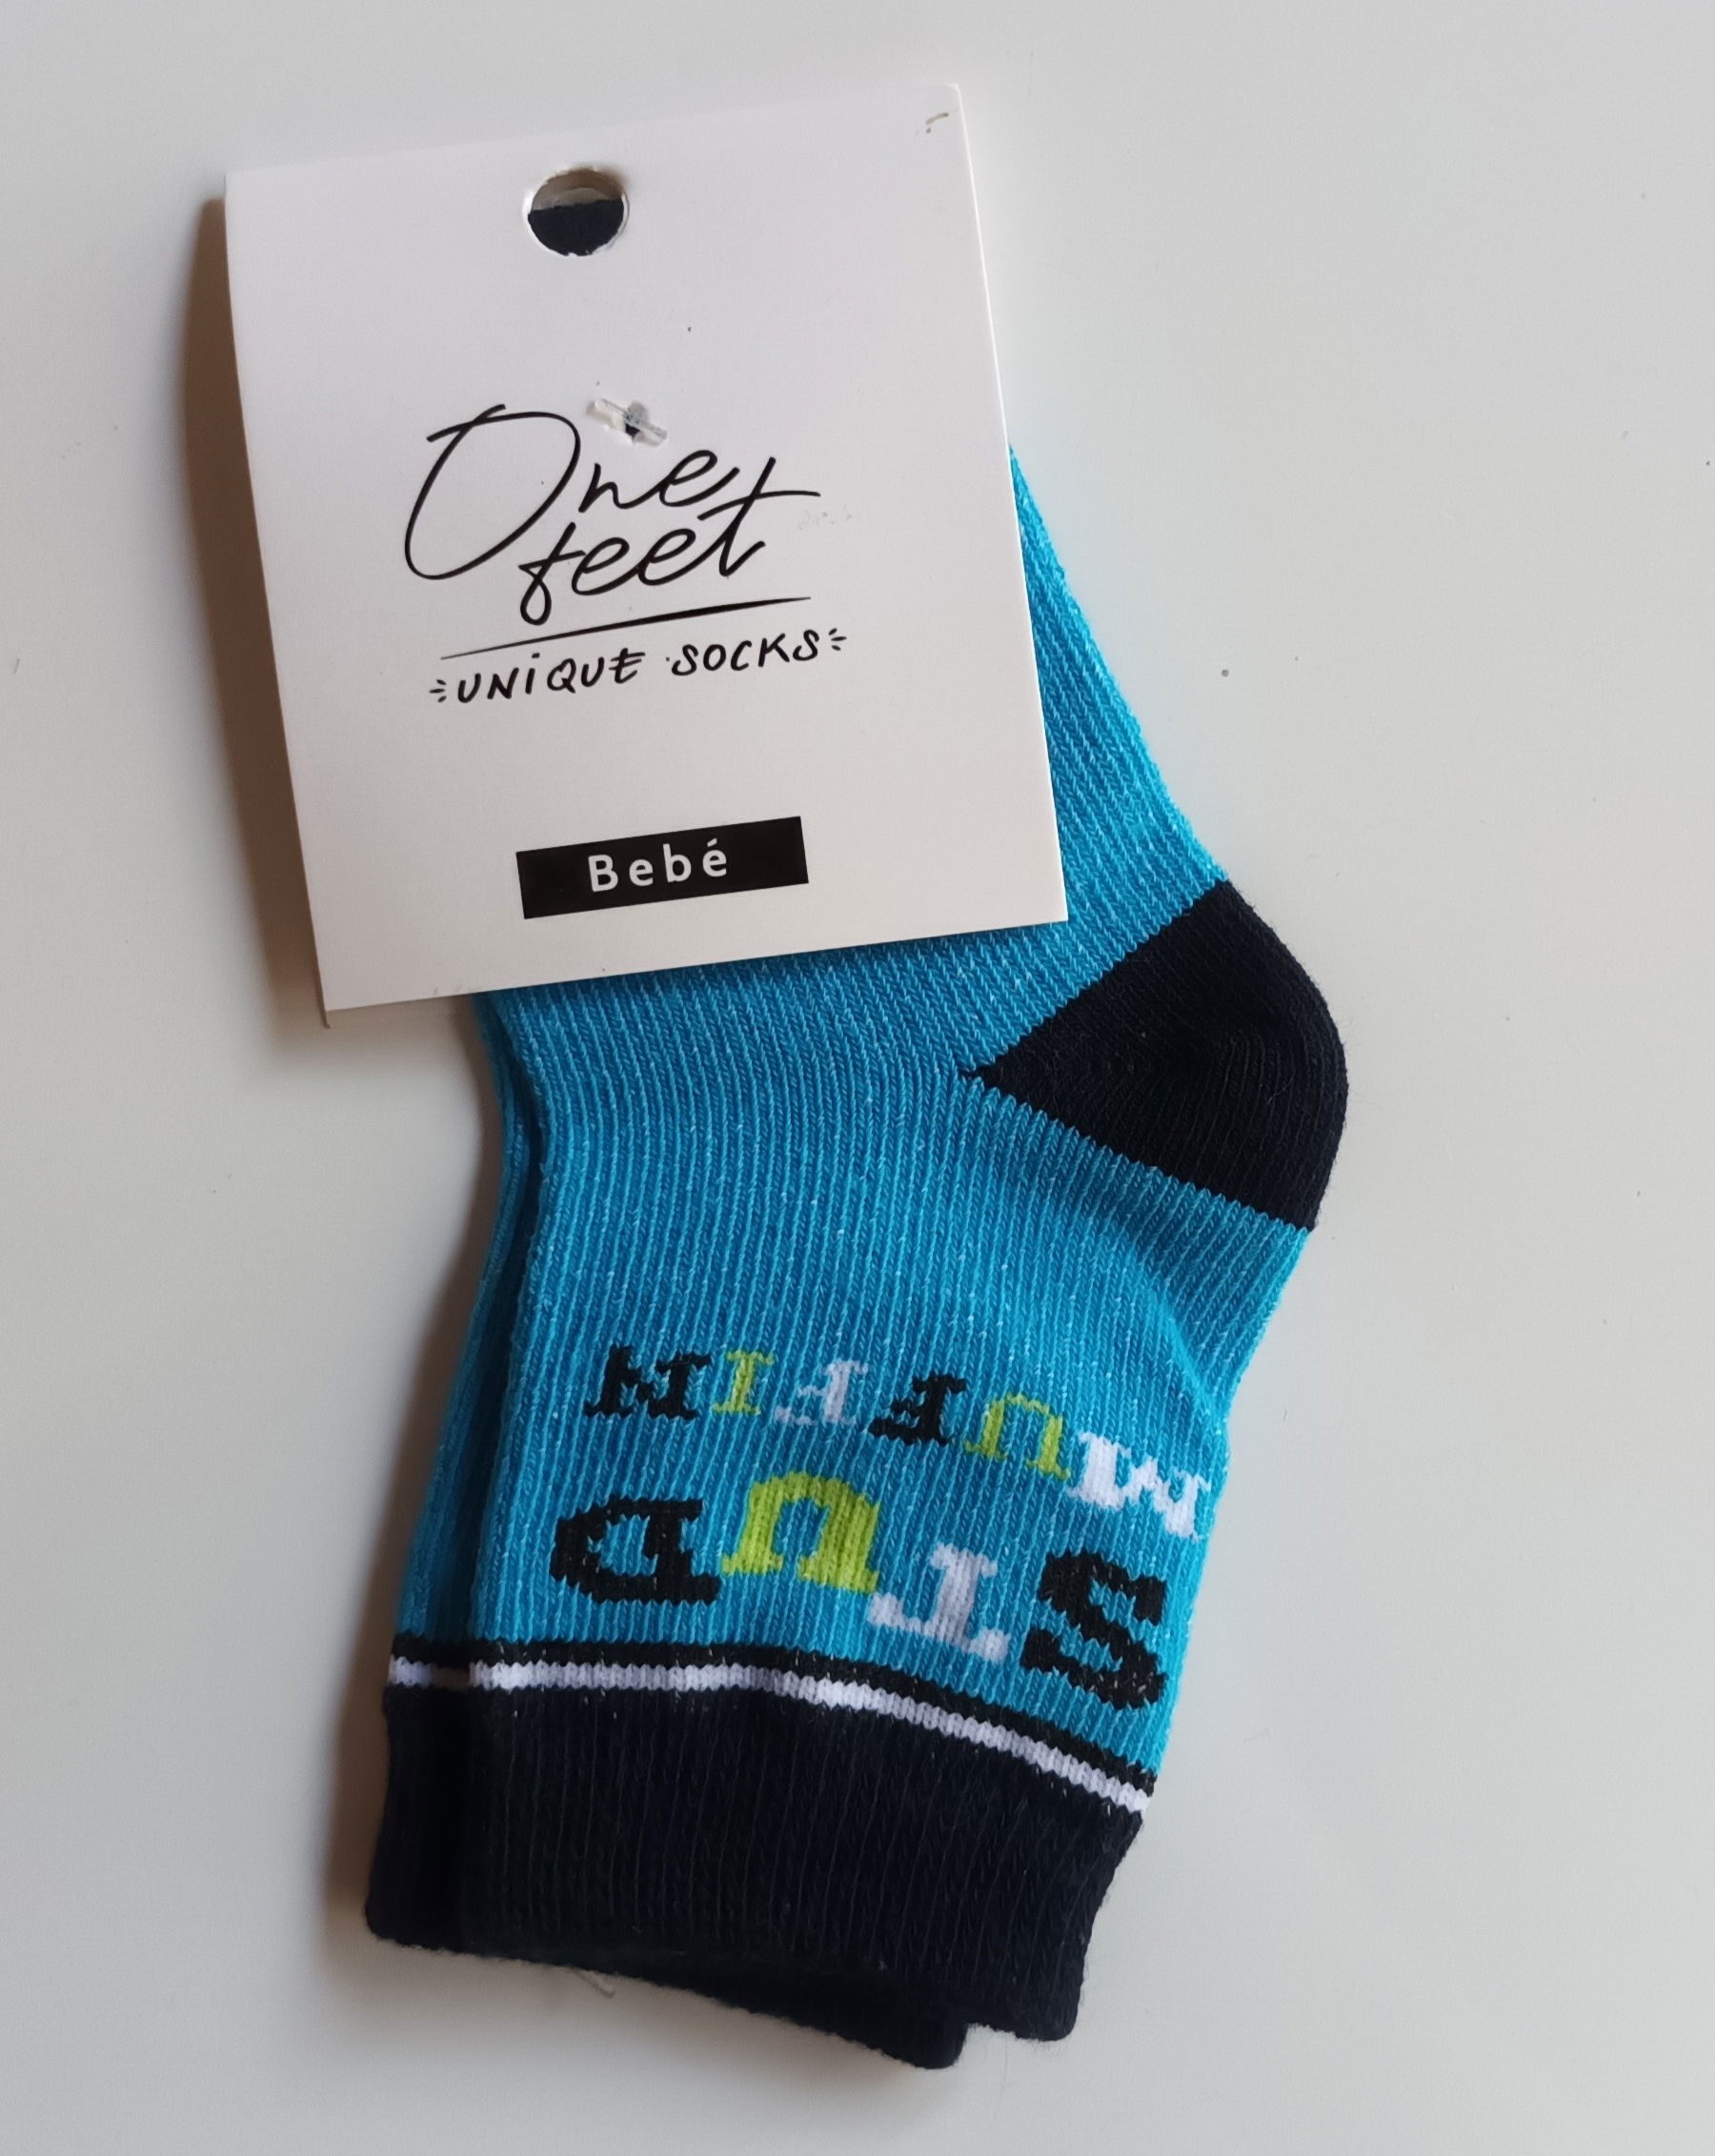 One
feet
UNiQUE SOCKS
Bebé
STUD
MUFFIN